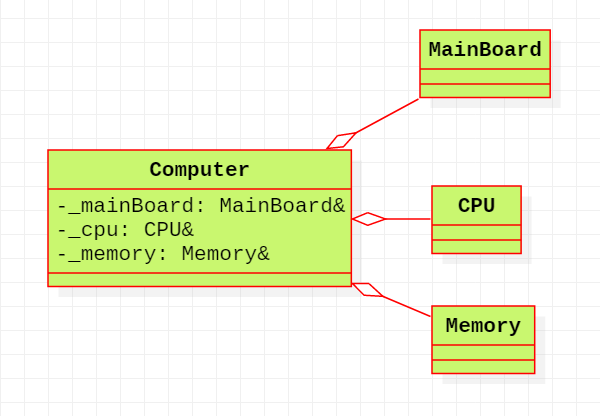 MainBoard
Computer
-_mainBoard: MainBoard&
-_cpu: CPU&
-_memory: Memory&
CPU
Memory